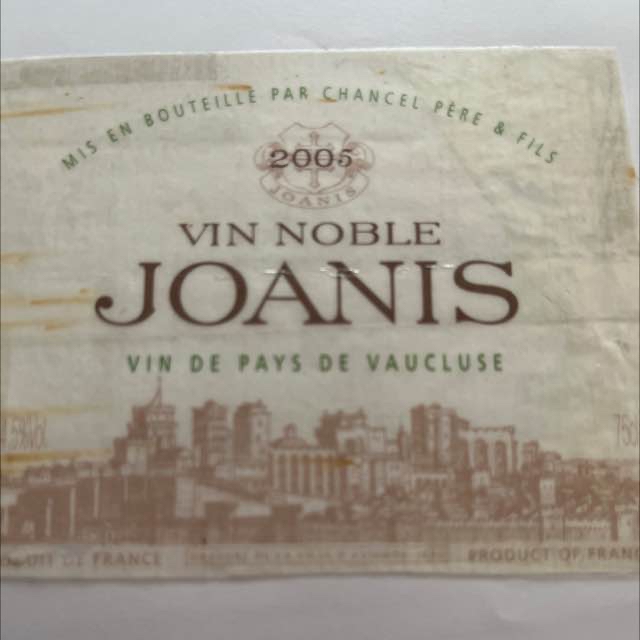 MIS EN BOUTEILLE PAR CHANCEL PÈRE & FILS
2005
JOANIS
VIN NOBLE
JOANIS
VIN DE PAYS DE VAUCLUSE
DE FRANCE
PRODUCT OF FRANC